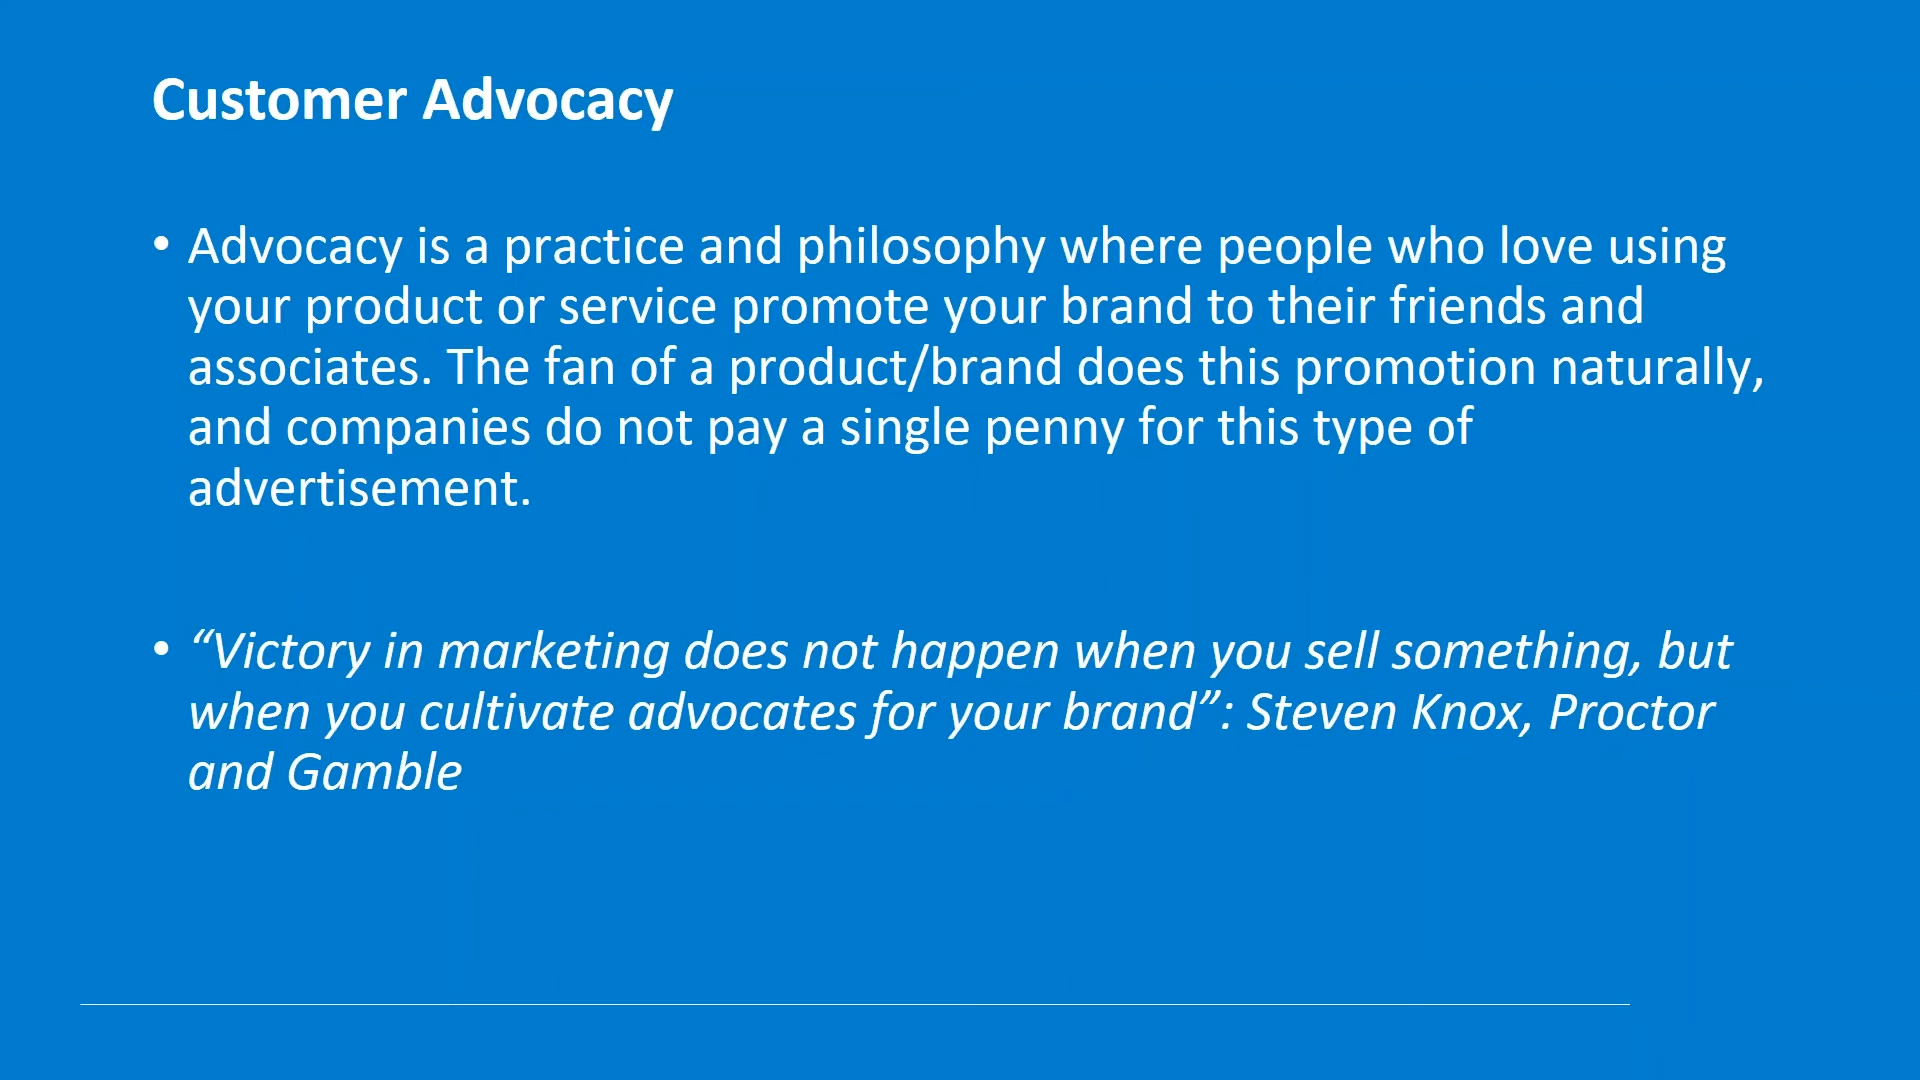 Customer Advocacy
• Advocacy is a practice and philosophy where people who love using
your product or service promote your brand to their friends and
associates. The fan of a product/brand does this promotion naturally,
and companies do not pay a single penny for this type of
advertisement.
• “Victory in marketing does not happen when you sell something, but
when you cultivate advocates for your brand”: Steven Knox, Proctor
and Gamble